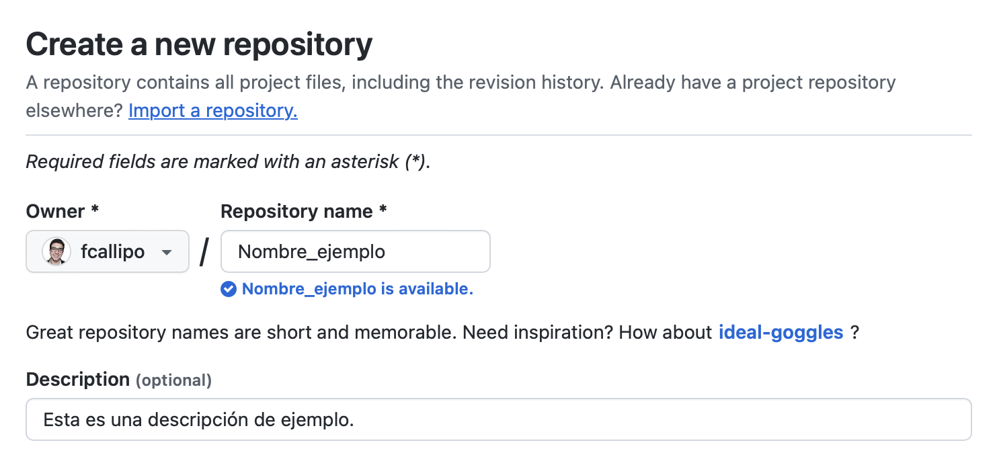 Create a new repository
A repository contains all project files, including the revision history. Already have a project repository
elsewhere? Import a repository.
Required fields are marked with an asterisk (*).
Owner * Repository name *
fcallipo / Nombre_ejemplo
Nombre_ejemplo is available.
Great repository names are short and memorable. Need inspiration? How about ideal-goggles ?
Description (optional)
Esta es una descripción de ejemplo.